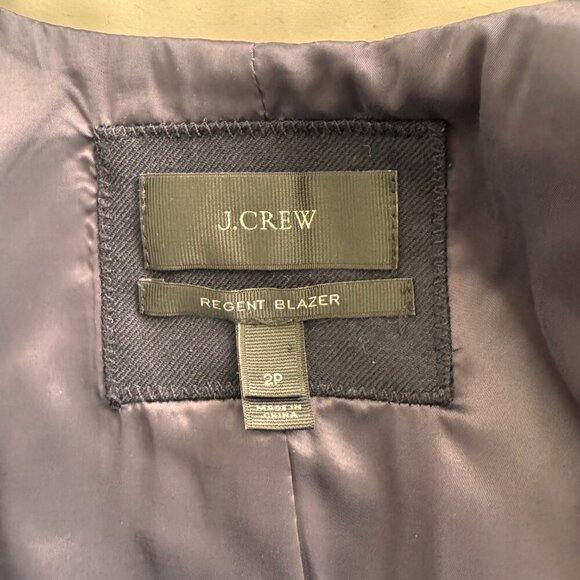 J.CREW
REGENT BLAZER
2P
MADE IN
CHINA